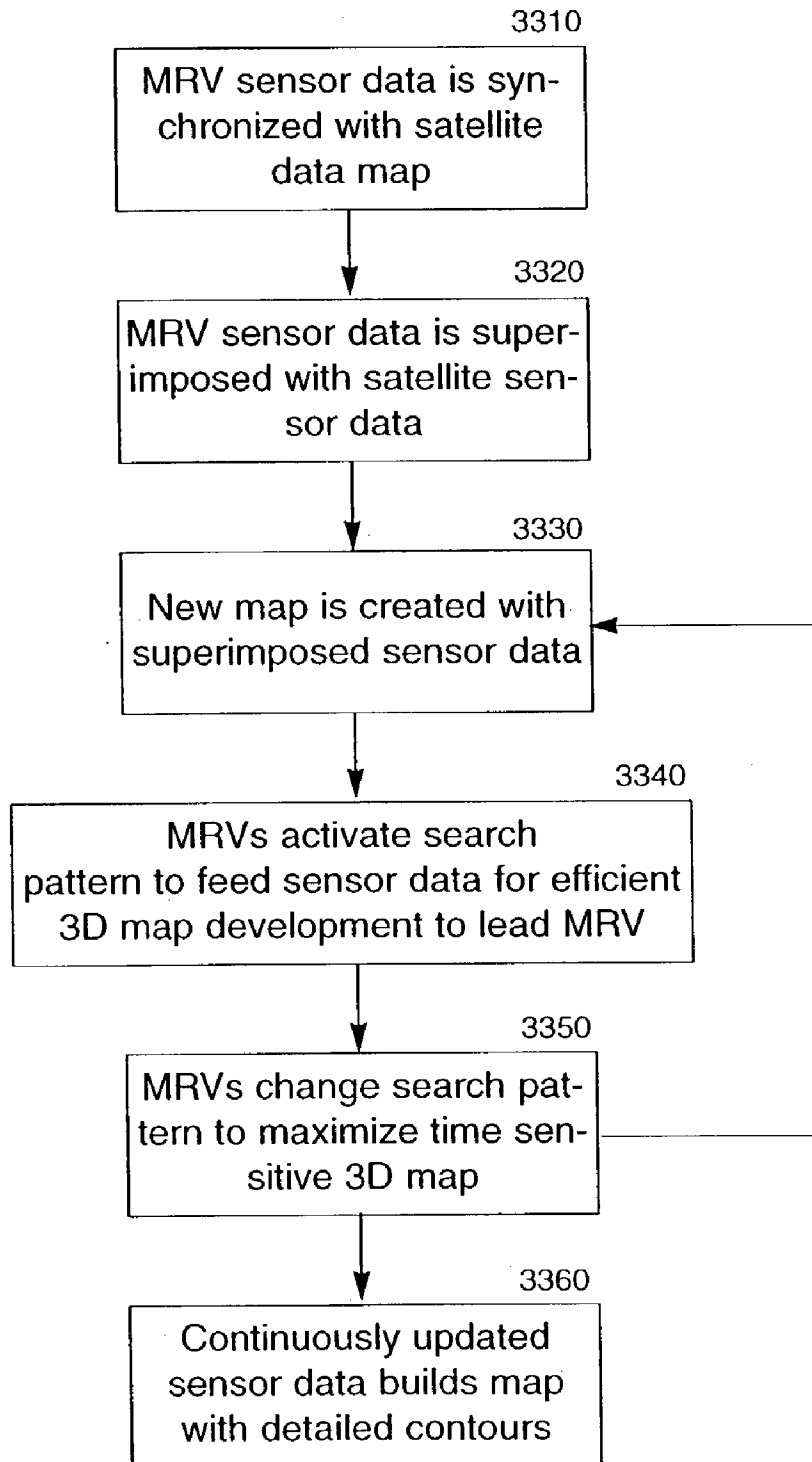 3310
MRV sensor data is syn-
chronized with satellite
data map
3320
MRV sensor data is super-
imposed with satellite sen-
sor data
3330
New map is created with
superimposed sensor data
3340
MRVs activate search
pattern to feed sensor data for efficient
3D map development to lead MRV
3350
MRVs change search pat-
tern to maximize time sen-
sitive 3D map
3360
Continuously updated
sensor data builds map
with detailed contours